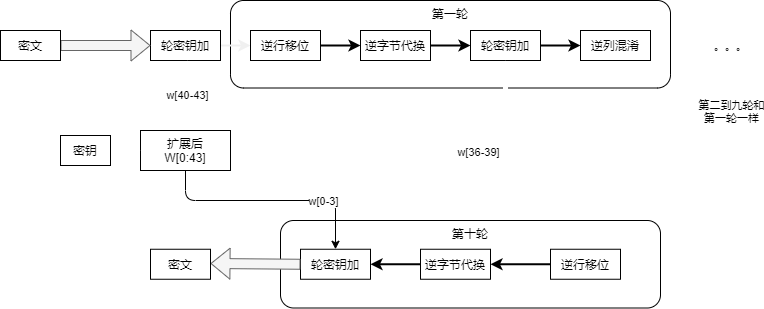 第一轮
密文
轮密钥加
逆行移位
逆字节代换
轮密钥加
逆列混淆
。。。
w[40-43]
第二到九轮和
第一轮一样
密钥
扩展后
W[0:43]
w[36-39]
w[0-3]
第十轮
密文
轮密钥加
逆字节代换
逆行移位